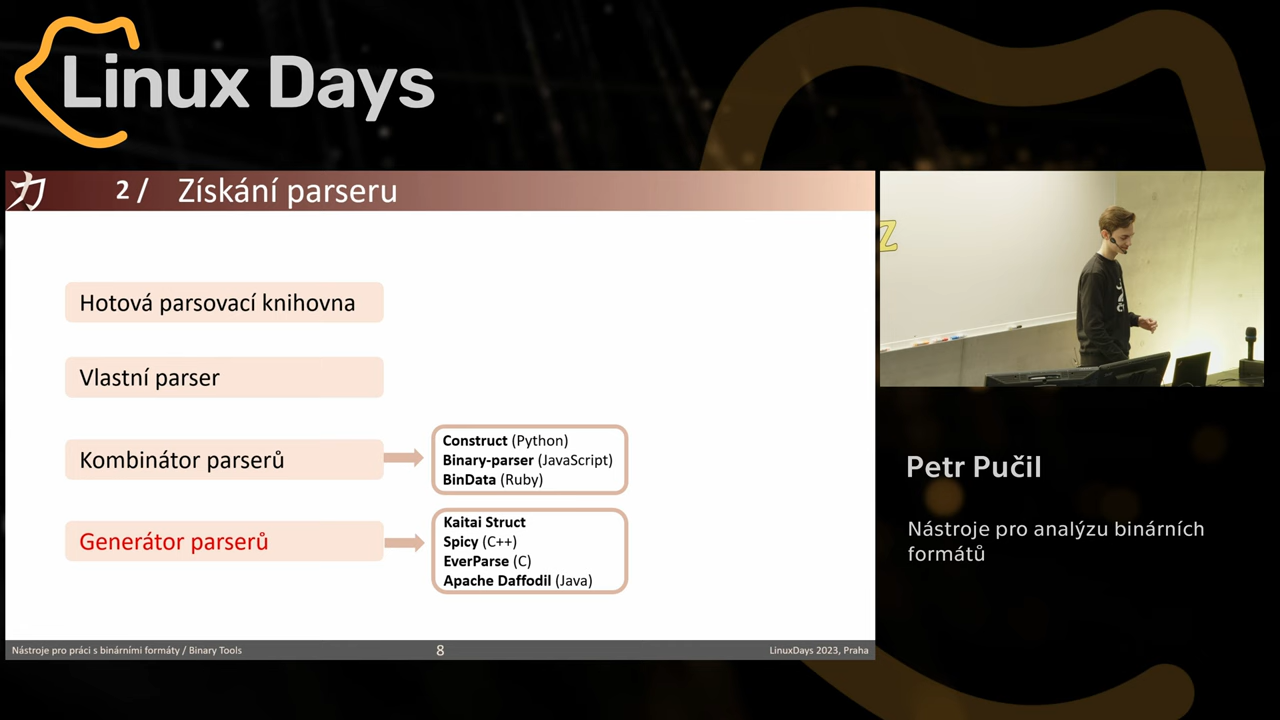 Linux Days
力 2 / Získání parseru
Hotová parsovací knihovna
Vlastní parser
Kombinátor parserů
Construct (Python)
Binary-parser (JavaScript)
BinData (Ruby)
Generátor parserů
Kaitai Struct
Spicy (C++)
EverParse (C)
Apache Daffodil (Java)
Nástroje pro práci s binárními formáty / Binary Tools
8
LinuxDays 2023, Praha
Z
Petr Pučil
Nástroje pro analýzu binárních
formátů